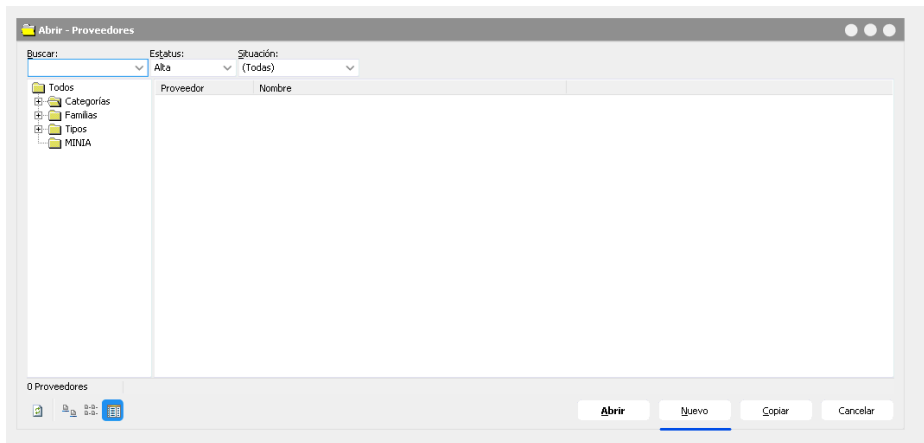 Abrir - Proveedores
Buscar: Estatus: Situación:
Alta (Todas)
Todos
Categorías
Familias
Tipos
MINIA
Proveedor Nombre
0 Proveedores
Abrir Nuevo Copiar Cancelar